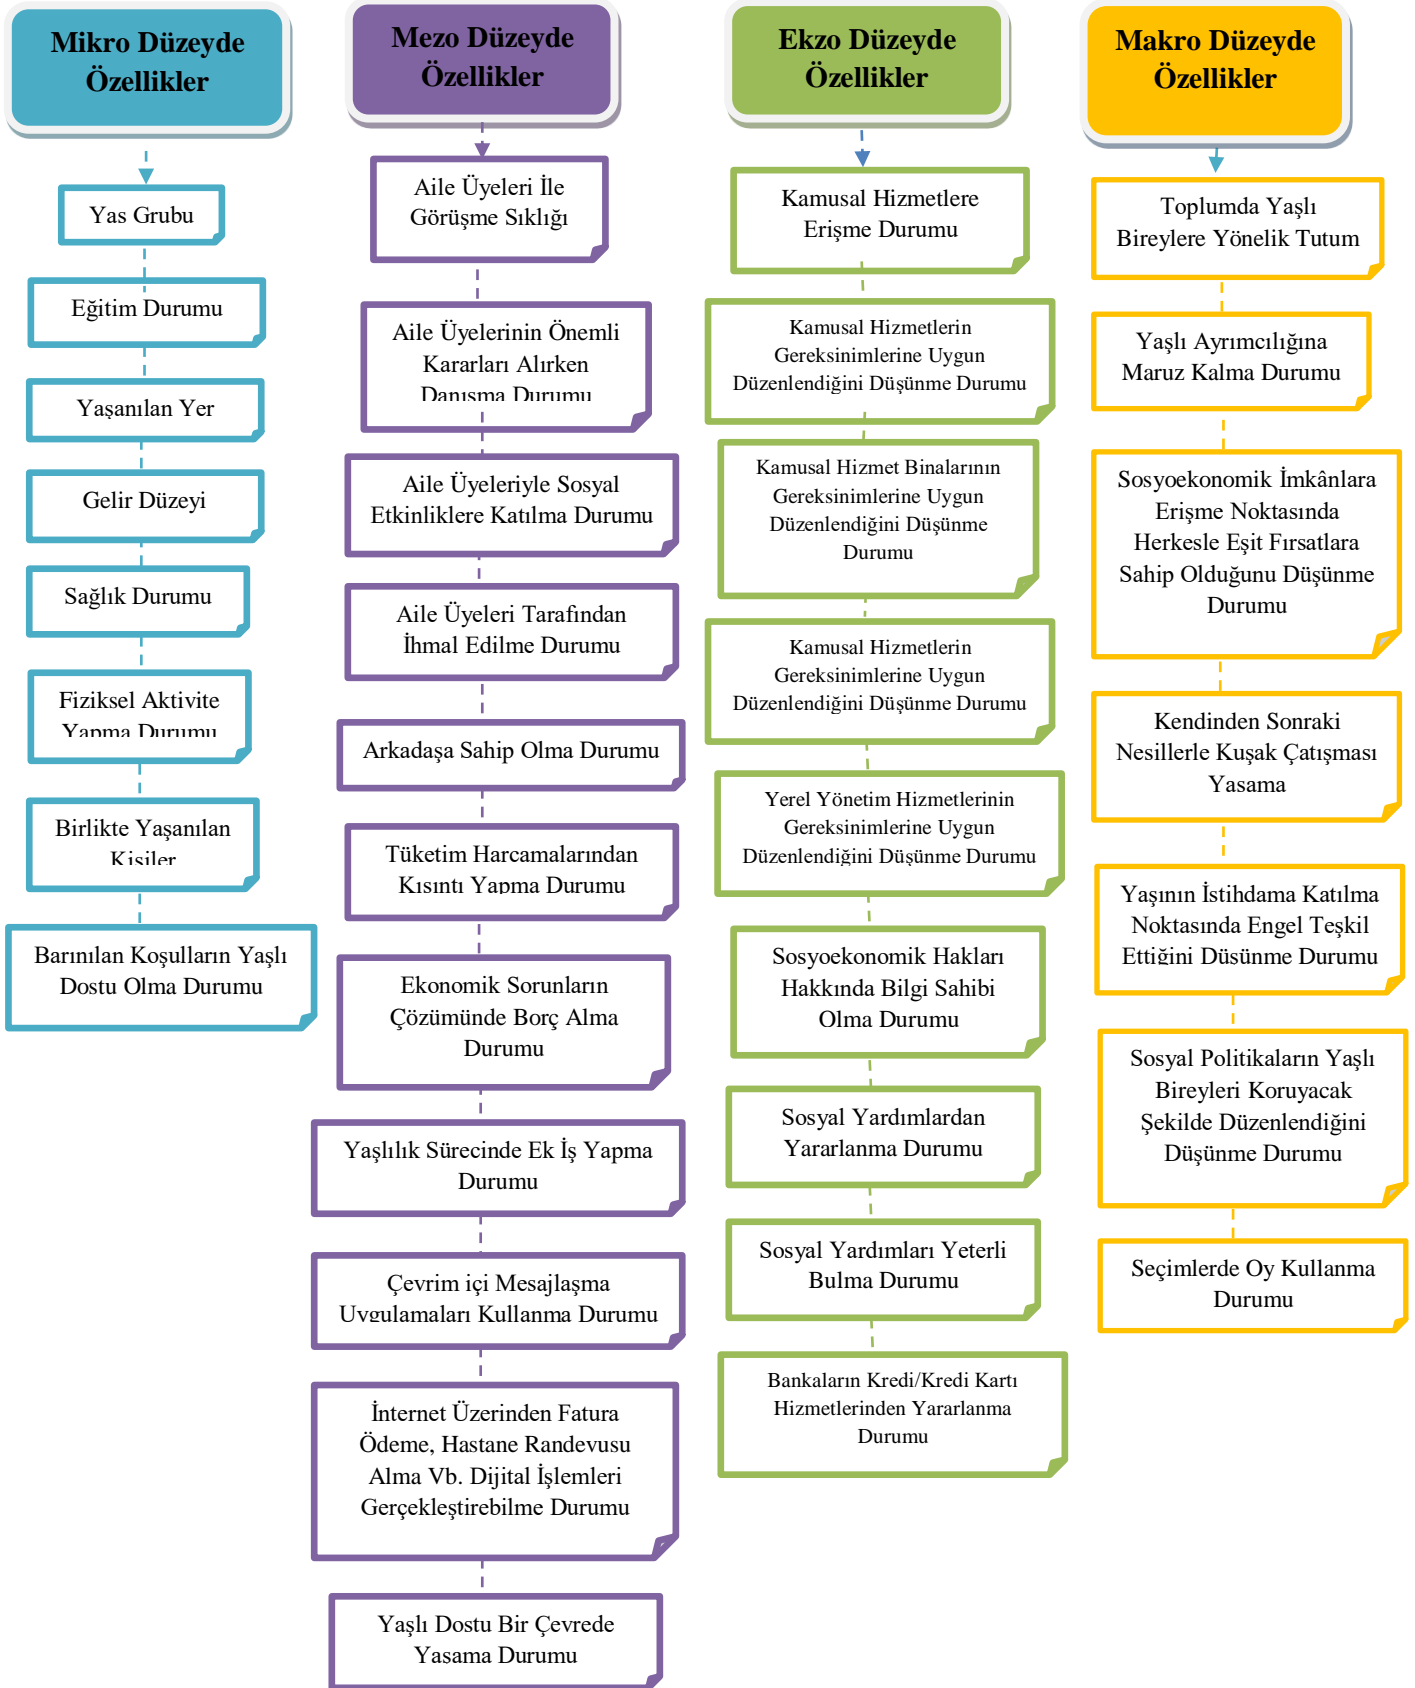 Mikro Düzeyde
Özellikler
Yas Grubu
Eğitim Durumu
Yaşanılan Yer
Gelir Düzeyi
Sağlık Durumu
Fiziksel Aktivite
Yapma Durumu
Birlikte Yaşanılan
Kişiler
Barınılan Koşulların Yaşlı
Dostu Olma Durumu
Mezo Düzeyde
Özellikler
Aile Üyeleri İle
Görüşme Sıklığı
Aile Üyelerinin Önemli
Kararları Alırken
Danışma Durumu
Aile Üyeleriyle Sosyal
Etkinliklere Katılma Durumu
Aile Üyeleri Tarafından
İhmal Edilme Durumu
Arkadaşa Sahip Olma Durumu
Tüketim Harcamalarından
Kısıntı Yapma Durumu
Ekonomik Sorunların
Çözümünde Borç Alma
Durumu
Yaşlılık Sürecinde Ek İş Yapma
Durumu
Çevrim içi Mesajlaşma
Uygulamaları Kullanma Durumu
İnternet Üzerinden Fatura
Ödeme, Hastane Randevusu
Alma Vb. Dijital İşlemleri
Gerçekleştirebilme Durumu
Yaşlı Dostu Bir Çevrede
Yasama Durumu
Ekzo Düzeyde
Özellikler
Kamusal Hizmetlere
Erişme Durumu
Kamusal Hizmetlerin
Gereksinimlerine Uygun
Düzenlendiğini Düşünme Durumu
Kamusal Hizmet Binalarının
Gereksinimlerine Uygun
Düzenlendiğini Düşünme
Durumu
Kamusal Hizmetlerin
Gereksinimlerine Uygun
Düzenlendiğini Düşünme Durumu
Yerel Yönetim Hizmetlerinin
Gereksinimlerine Uygun
Düzenlendiğini Düşünme Durumu
Sosyoekonomik Hakları
Hakkında Bilgi Sahibi
Olma Durumu
Sosyal Yardımlardan
Yararlanma Durumu
Sosyal Yardımları Yeterli
Bulma Durumu
Bankaların Kredi/Kredi Kartı
Hizmetlerinden Yararlanma
Durumu
Makro Düzeyde
Özellikler
Toplumda Yaşlı
Bireylere Yönelik Tutum
Yaşlı Ayrımcılığına
Maruz Kalma Durumu
Sosyoekonomik İmkânlara
Erişme Noktasında
Herkesle Eşit Fırsatlara
Sahip Olduğunu Düşünme
Durumu
Kendinden Sonraki
Nesillerle Kuşak Çatışması
Yasama
Yaşının İstihdama Katılma
Noktasında Engel Teşkil
Ettiğini Düşünme Durumu
Sosyal Politikaların Yaşlı
Bireyleri Koruyacak
Şekilde Düzenlendiğini
Düşünme Durumu
Seçimlerde Oy Kullanma
Durumu